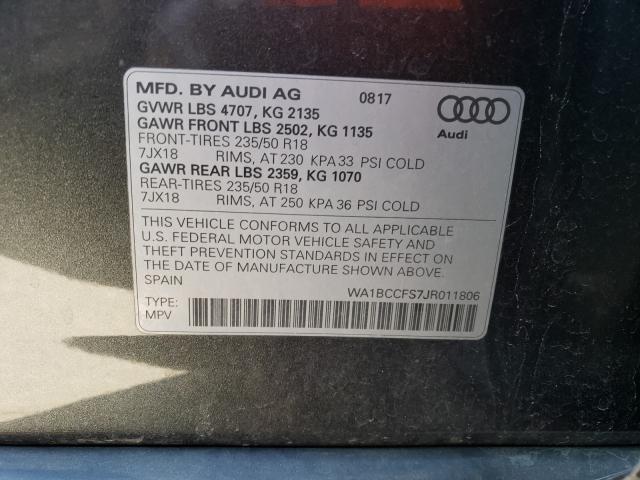 MFD. BY AUDI AG 0817
GVWR LBS 4707, KG 2135
GAWR FRONT LBS 2502, KG 1135
FRONT-TIRES 235/50 R18
7JX18 RIMS, AT 230 KPA 33 PSI COLD
GAWR REAR LBS 2359, KG 1070
REAR-TIRES 235/50 R18
7JX18 RIMS, AT 250 KPA 36 PSI COLD
Audi
THIS VEHICLE CONFORMS TO ALL APPLICABLE
U.S. FEDERAL MOTOR VEHICLE SAFETY AND
THEFT PREVENTION STANDARDS IN EFFECT ON
THE DATE OF MANUFACTURE SHOWN ABOVE.
SPAIN
WA1BCCFS7JR011806
TYPE:
MPV